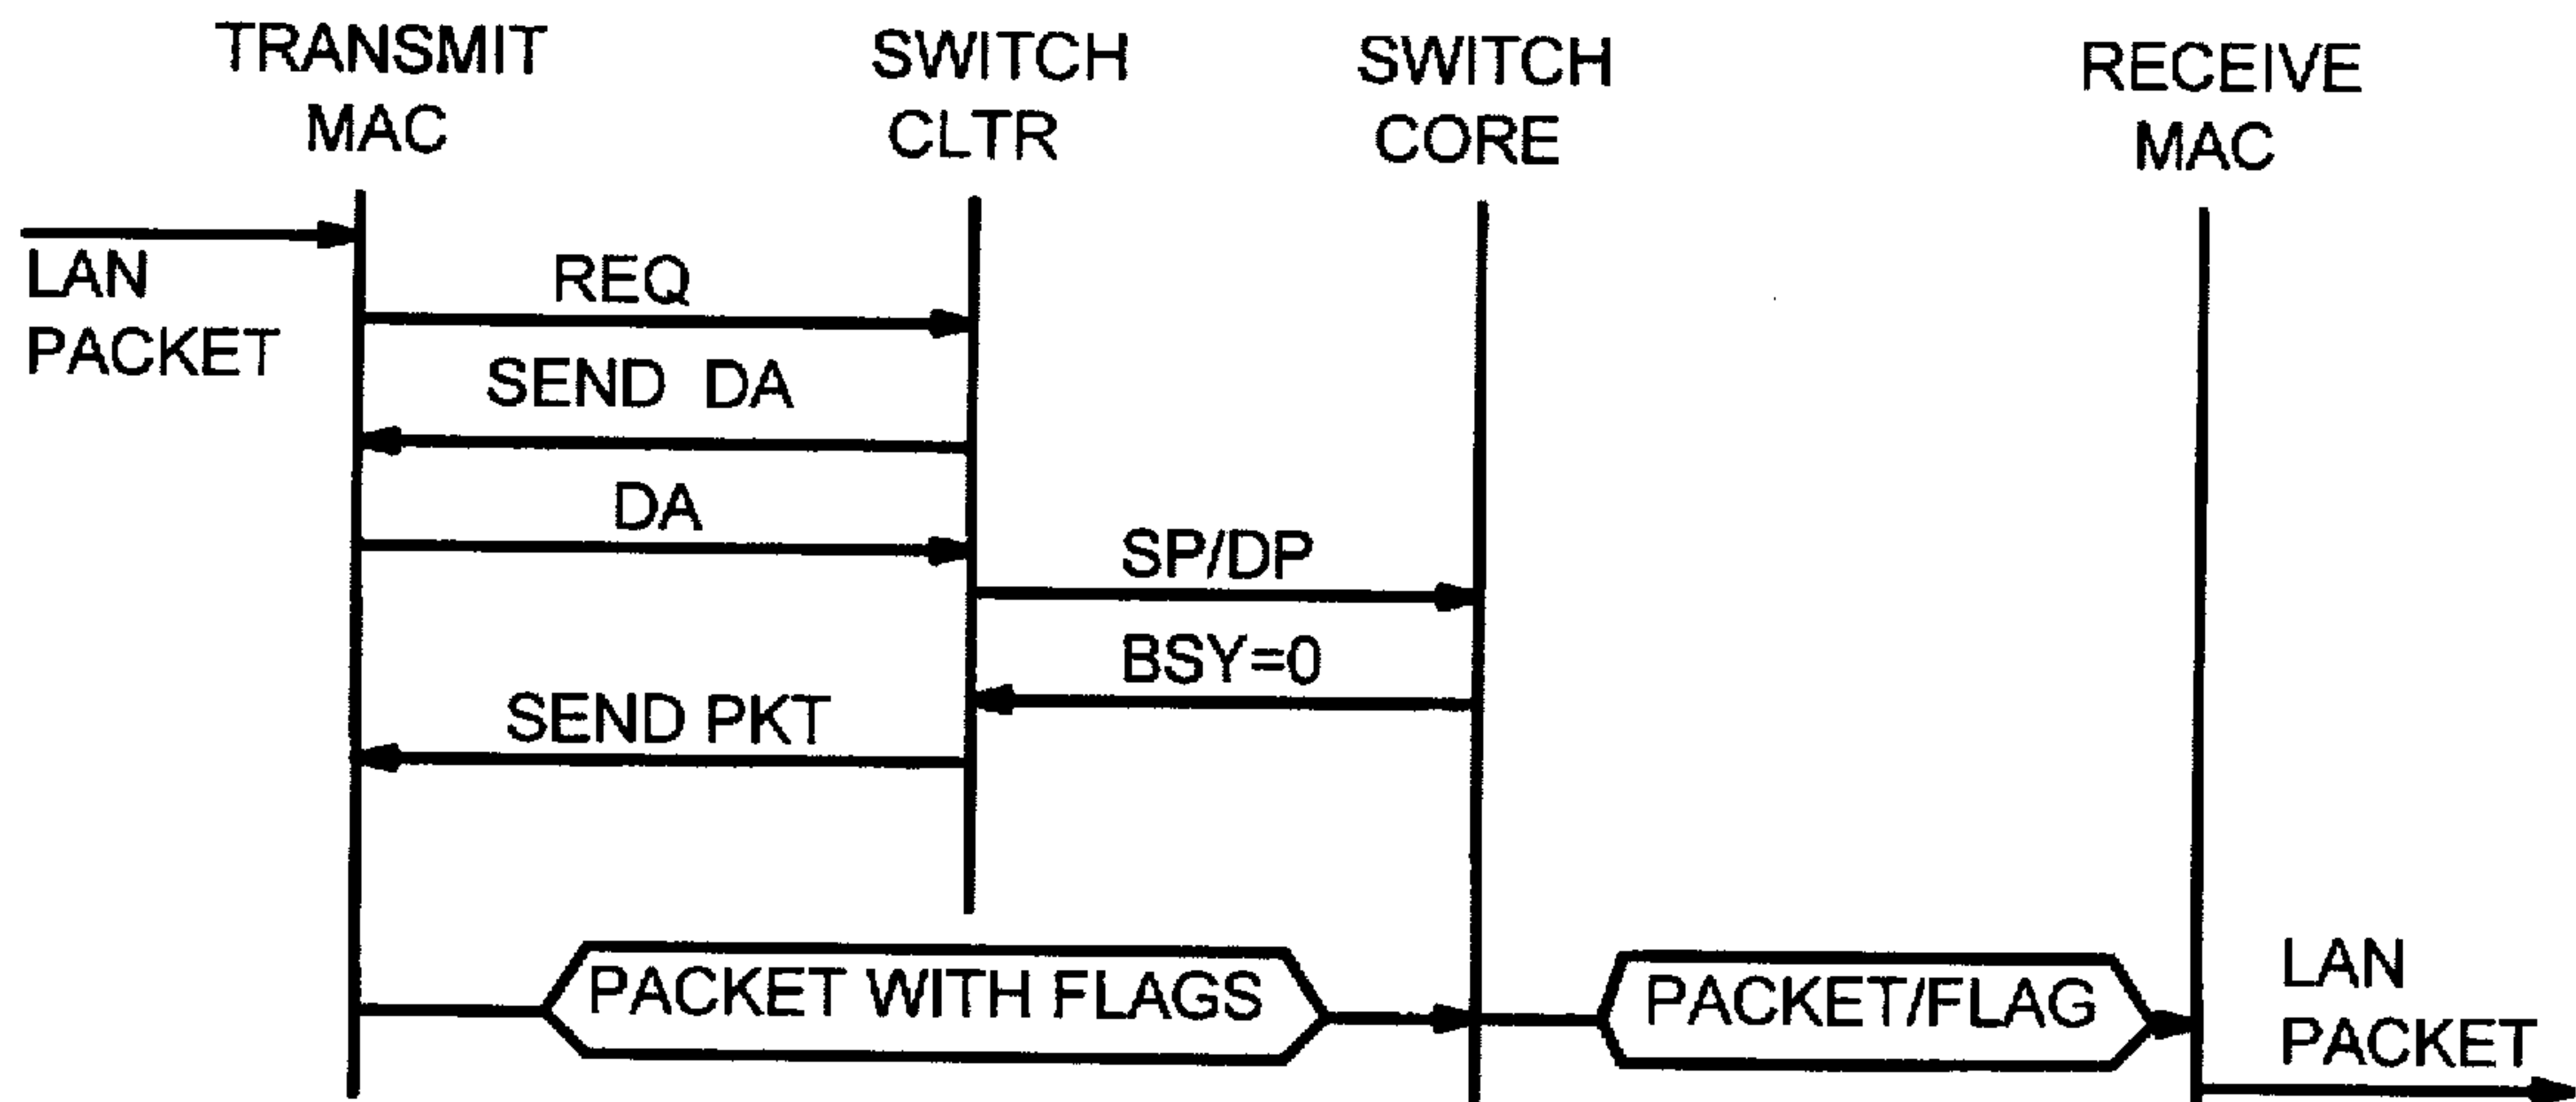 TRANSMIT
MAC
SWITCH
CLTR
SWITCH
CORE
RECEIVE
MAC
LAN
PACKET
REQ
SEND DA
DA
SP/DP
BSY=0
SEND PKT
PACKET WITH FLAGS
PACKET/FLAG
LAN
PACKET